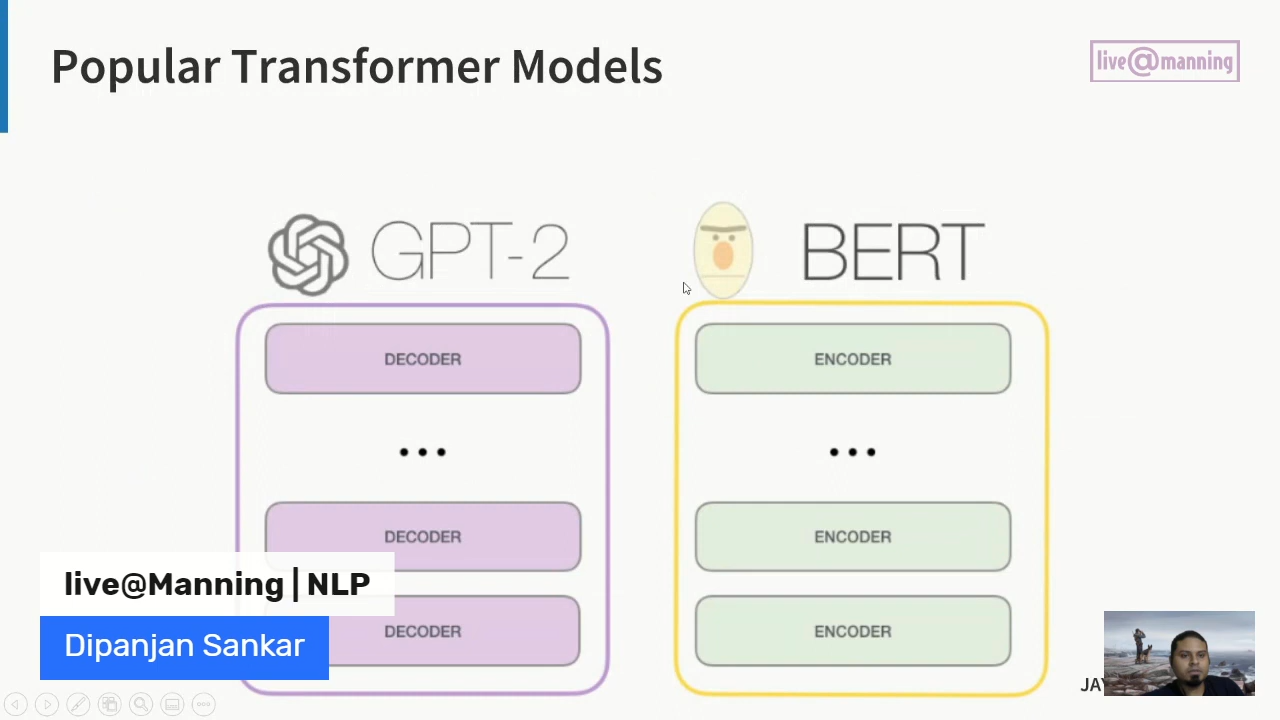 Popular Transformer Models
live@manning
GPT-2
BERT
DECODER
ENCODER
DECODER
ENCODER
DECODER
ENCODER
live@Manning | NLP
Dipanjan Sankar